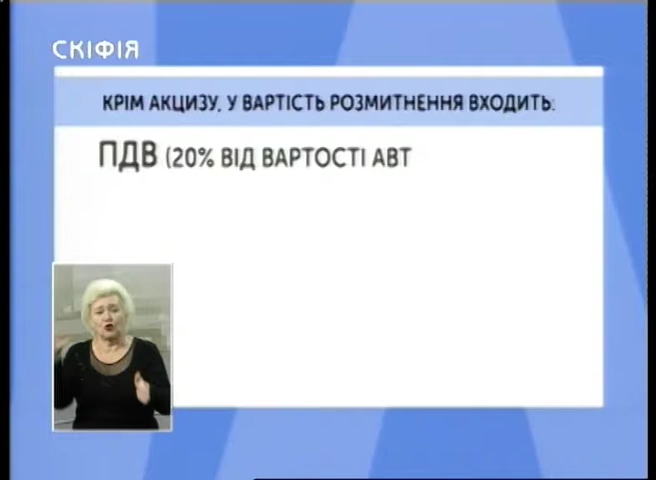 СКІФІЯ
КРІМ АКЦИЗУ, У ВАРТІСТЬ РОЗМИТНЕННЯ ВХОДИТЬ:
ПДВ (20% ВІД ВАРТОСТІ АВТ